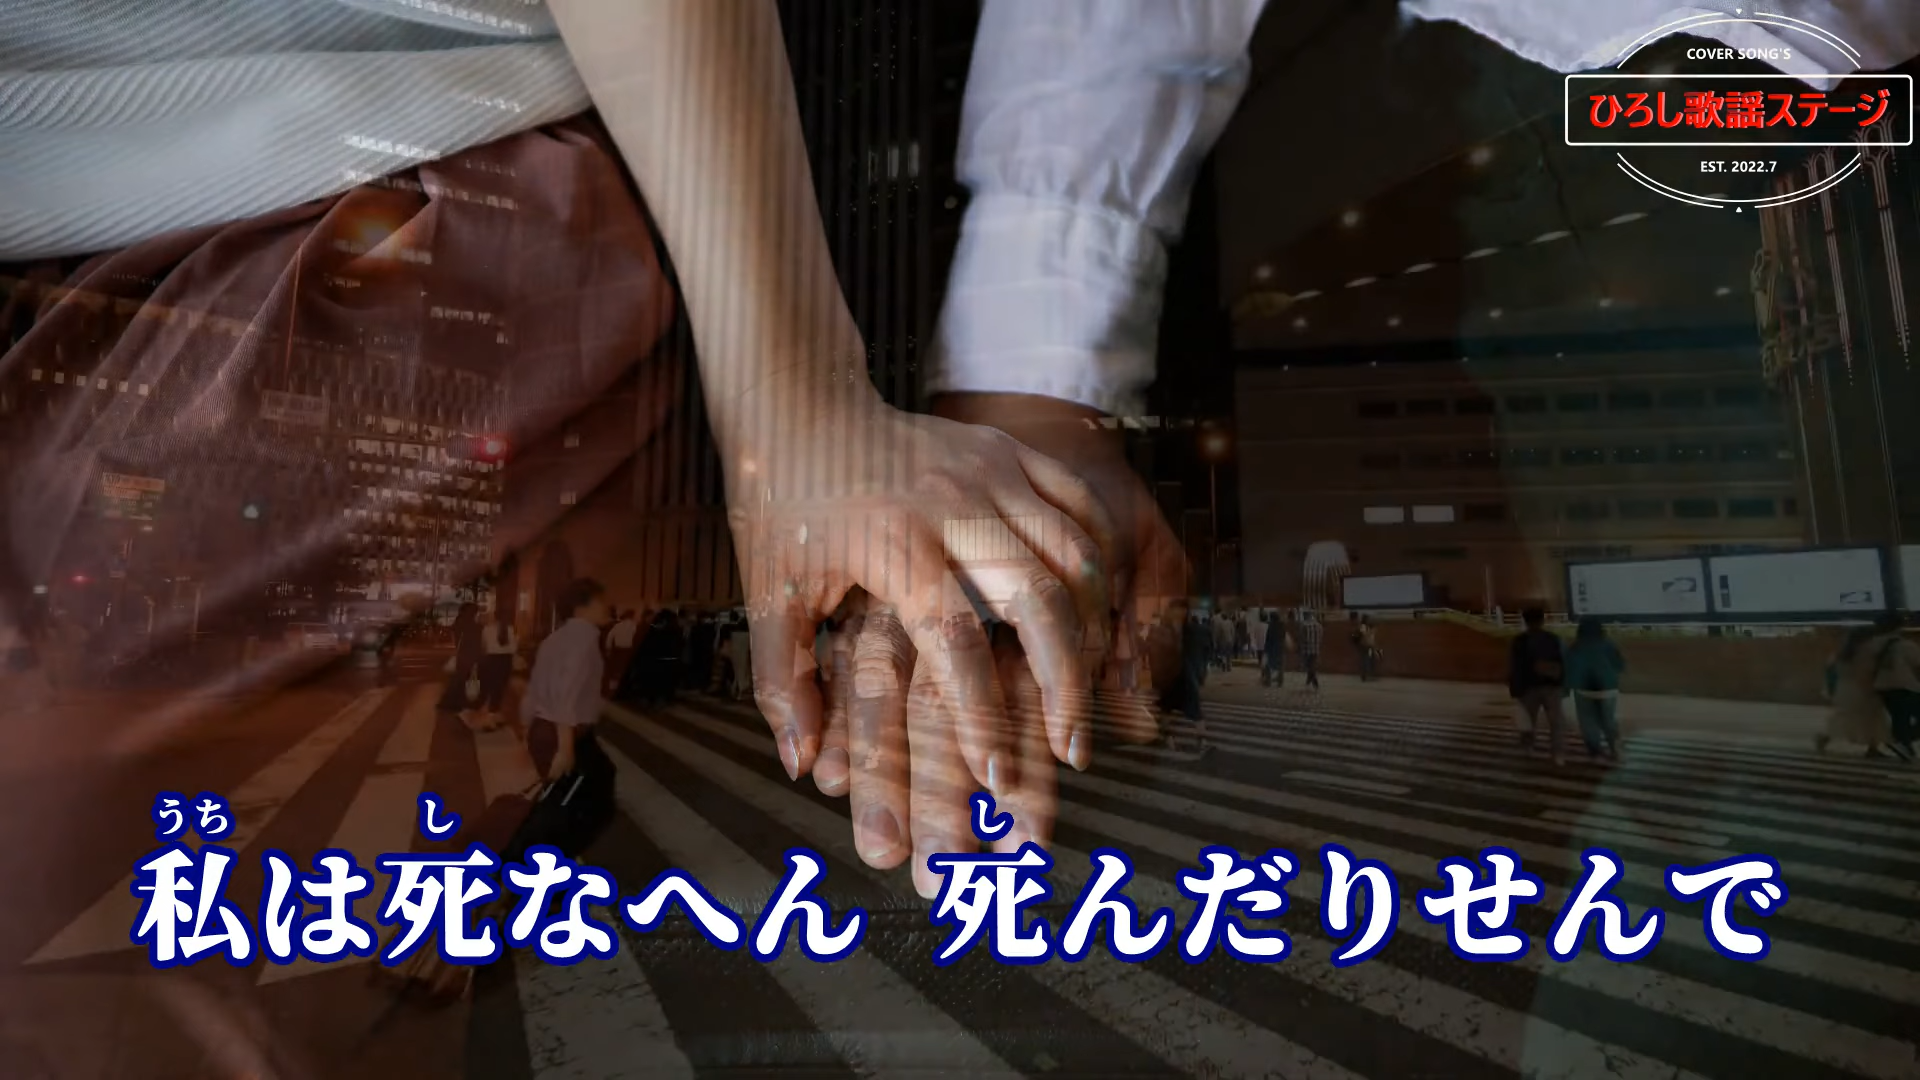 COVER SONG'S
ひろし歌謡ステージ
EST. 2022.7
うち し し
私は死なへん 死んだりせんで